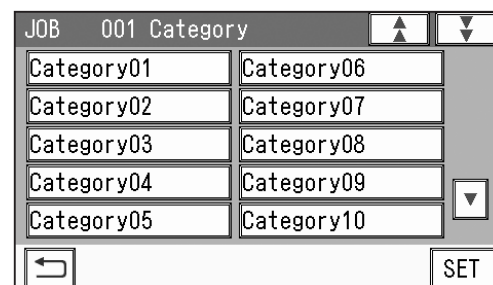 JOB 001 Category
Category01 Category06
Category02 Category07
Category03 Category08
Category04 Category09
Category05 Category10
SET